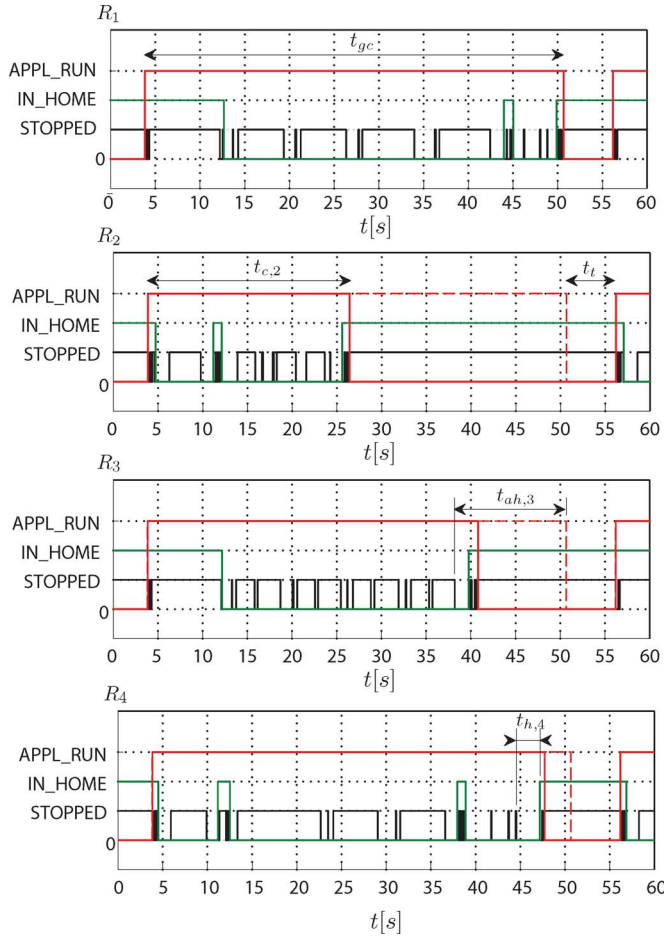 R1
t_gc
APPL_RUN
IN_HOME
STOPPED
0
0 5 10 15 20 25 30 35 40 45 50 55 60
t[s]
R2
t_c,2
t_t
APPL_RUN
IN_HOME
STOPPED
0
0 5 10 15 20 25 30 35 40 45 50 55 60
t[s]
R3
t_ah,3
APPL_RUN
IN_HOME
STOPPED
0
0 5 10 15 20 25 30 35 40 45 50 55 60
t[s]
R4
t_h,4
APPL_RUN
IN_HOME
STOPPED
0
0 5 10 15 20 25 30 35 40 45 50 55 60
t[s]